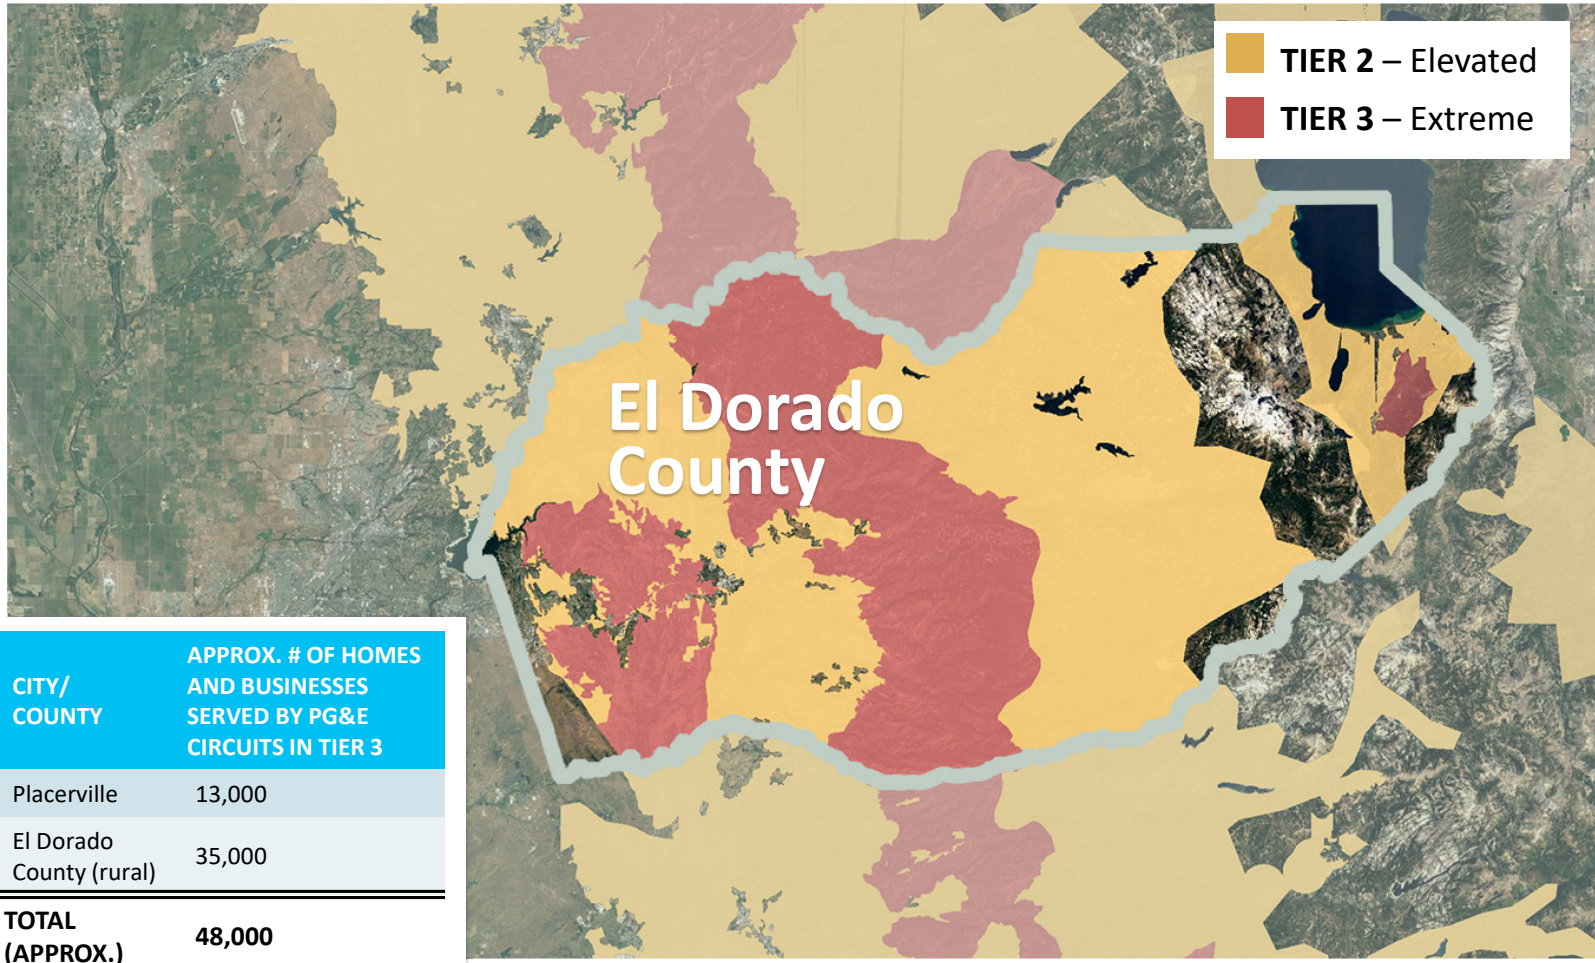 TIER 2 – Elevated
TIER 3 – Extreme
El Dorado
County
CITY/
COUNTY
APPROX. # OF HOMES
AND BUSINESSES
SERVED BY PG&E
CIRCUITS IN TIER 3
Placerville 13,000
El Dorado
County (rural) 35,000
TOTAL
(APPROX.) 48,000